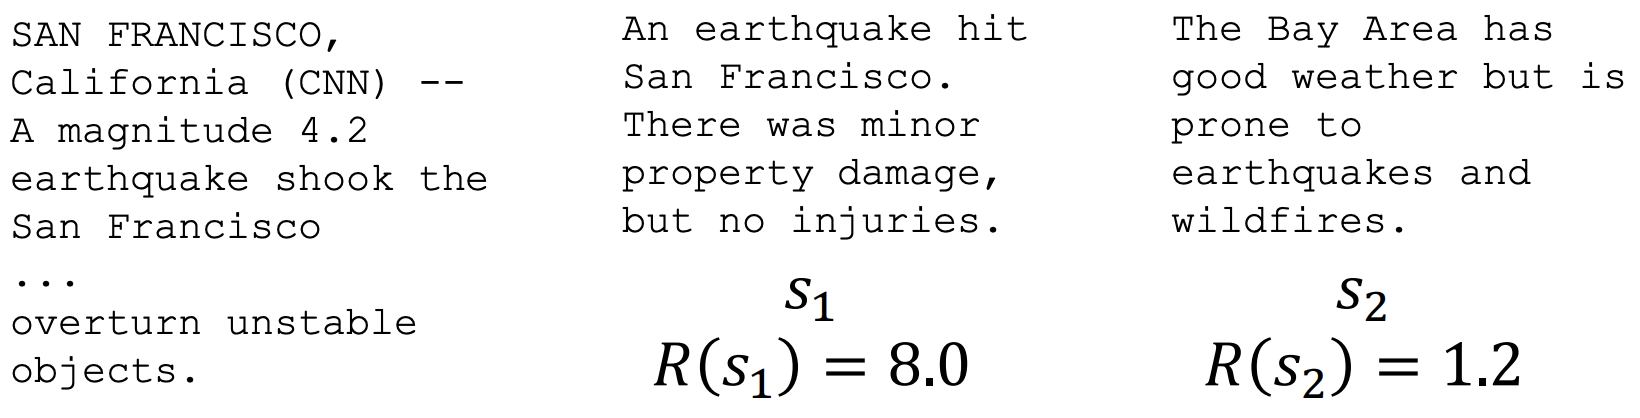 SAN FRANCISCO,
California (CNN) --
A magnitude 4.2
earthquake shook the
San Francisco
...
overturn unstable
objects.
An earthquake hit
San Francisco.
There was minor
property damage,
but no injuries.
s₁
R(s₁) = 8.0
The Bay Area has
good weather but is
prone to
earthquakes and
wildfires.
s₂
R(s₂) = 1.2